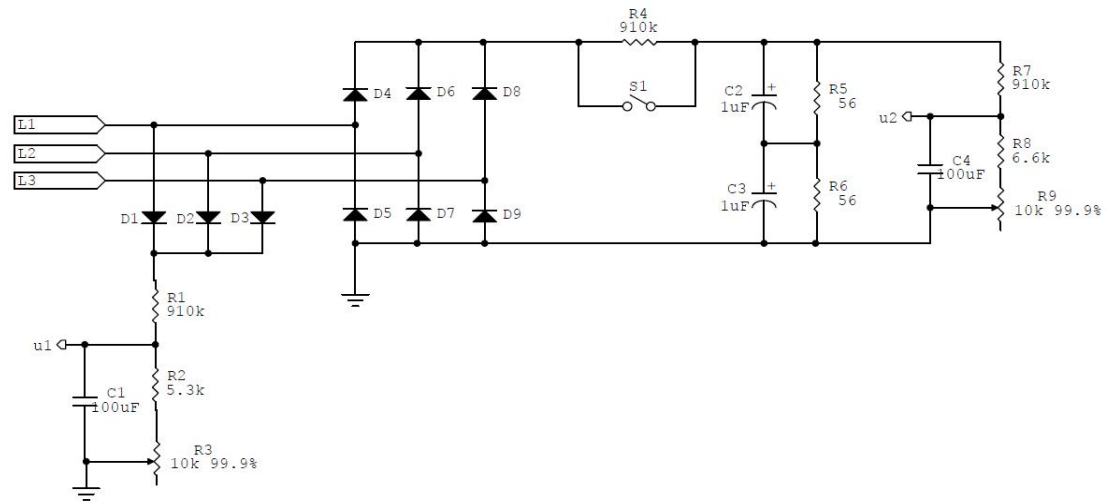 R4
910k
S1
D4
D6
D8
C2
1uF
R5
56
R7
910k
u2
L1
L2
L3
C4
100uF
R8
6.6k
C3
1uF
R6
56
R9
10k 99.9%
D1
D2
D3
D5
D7
D9
R1
910k
u1
R2
5.3k
C1
100uF
R3
10k 99.9%